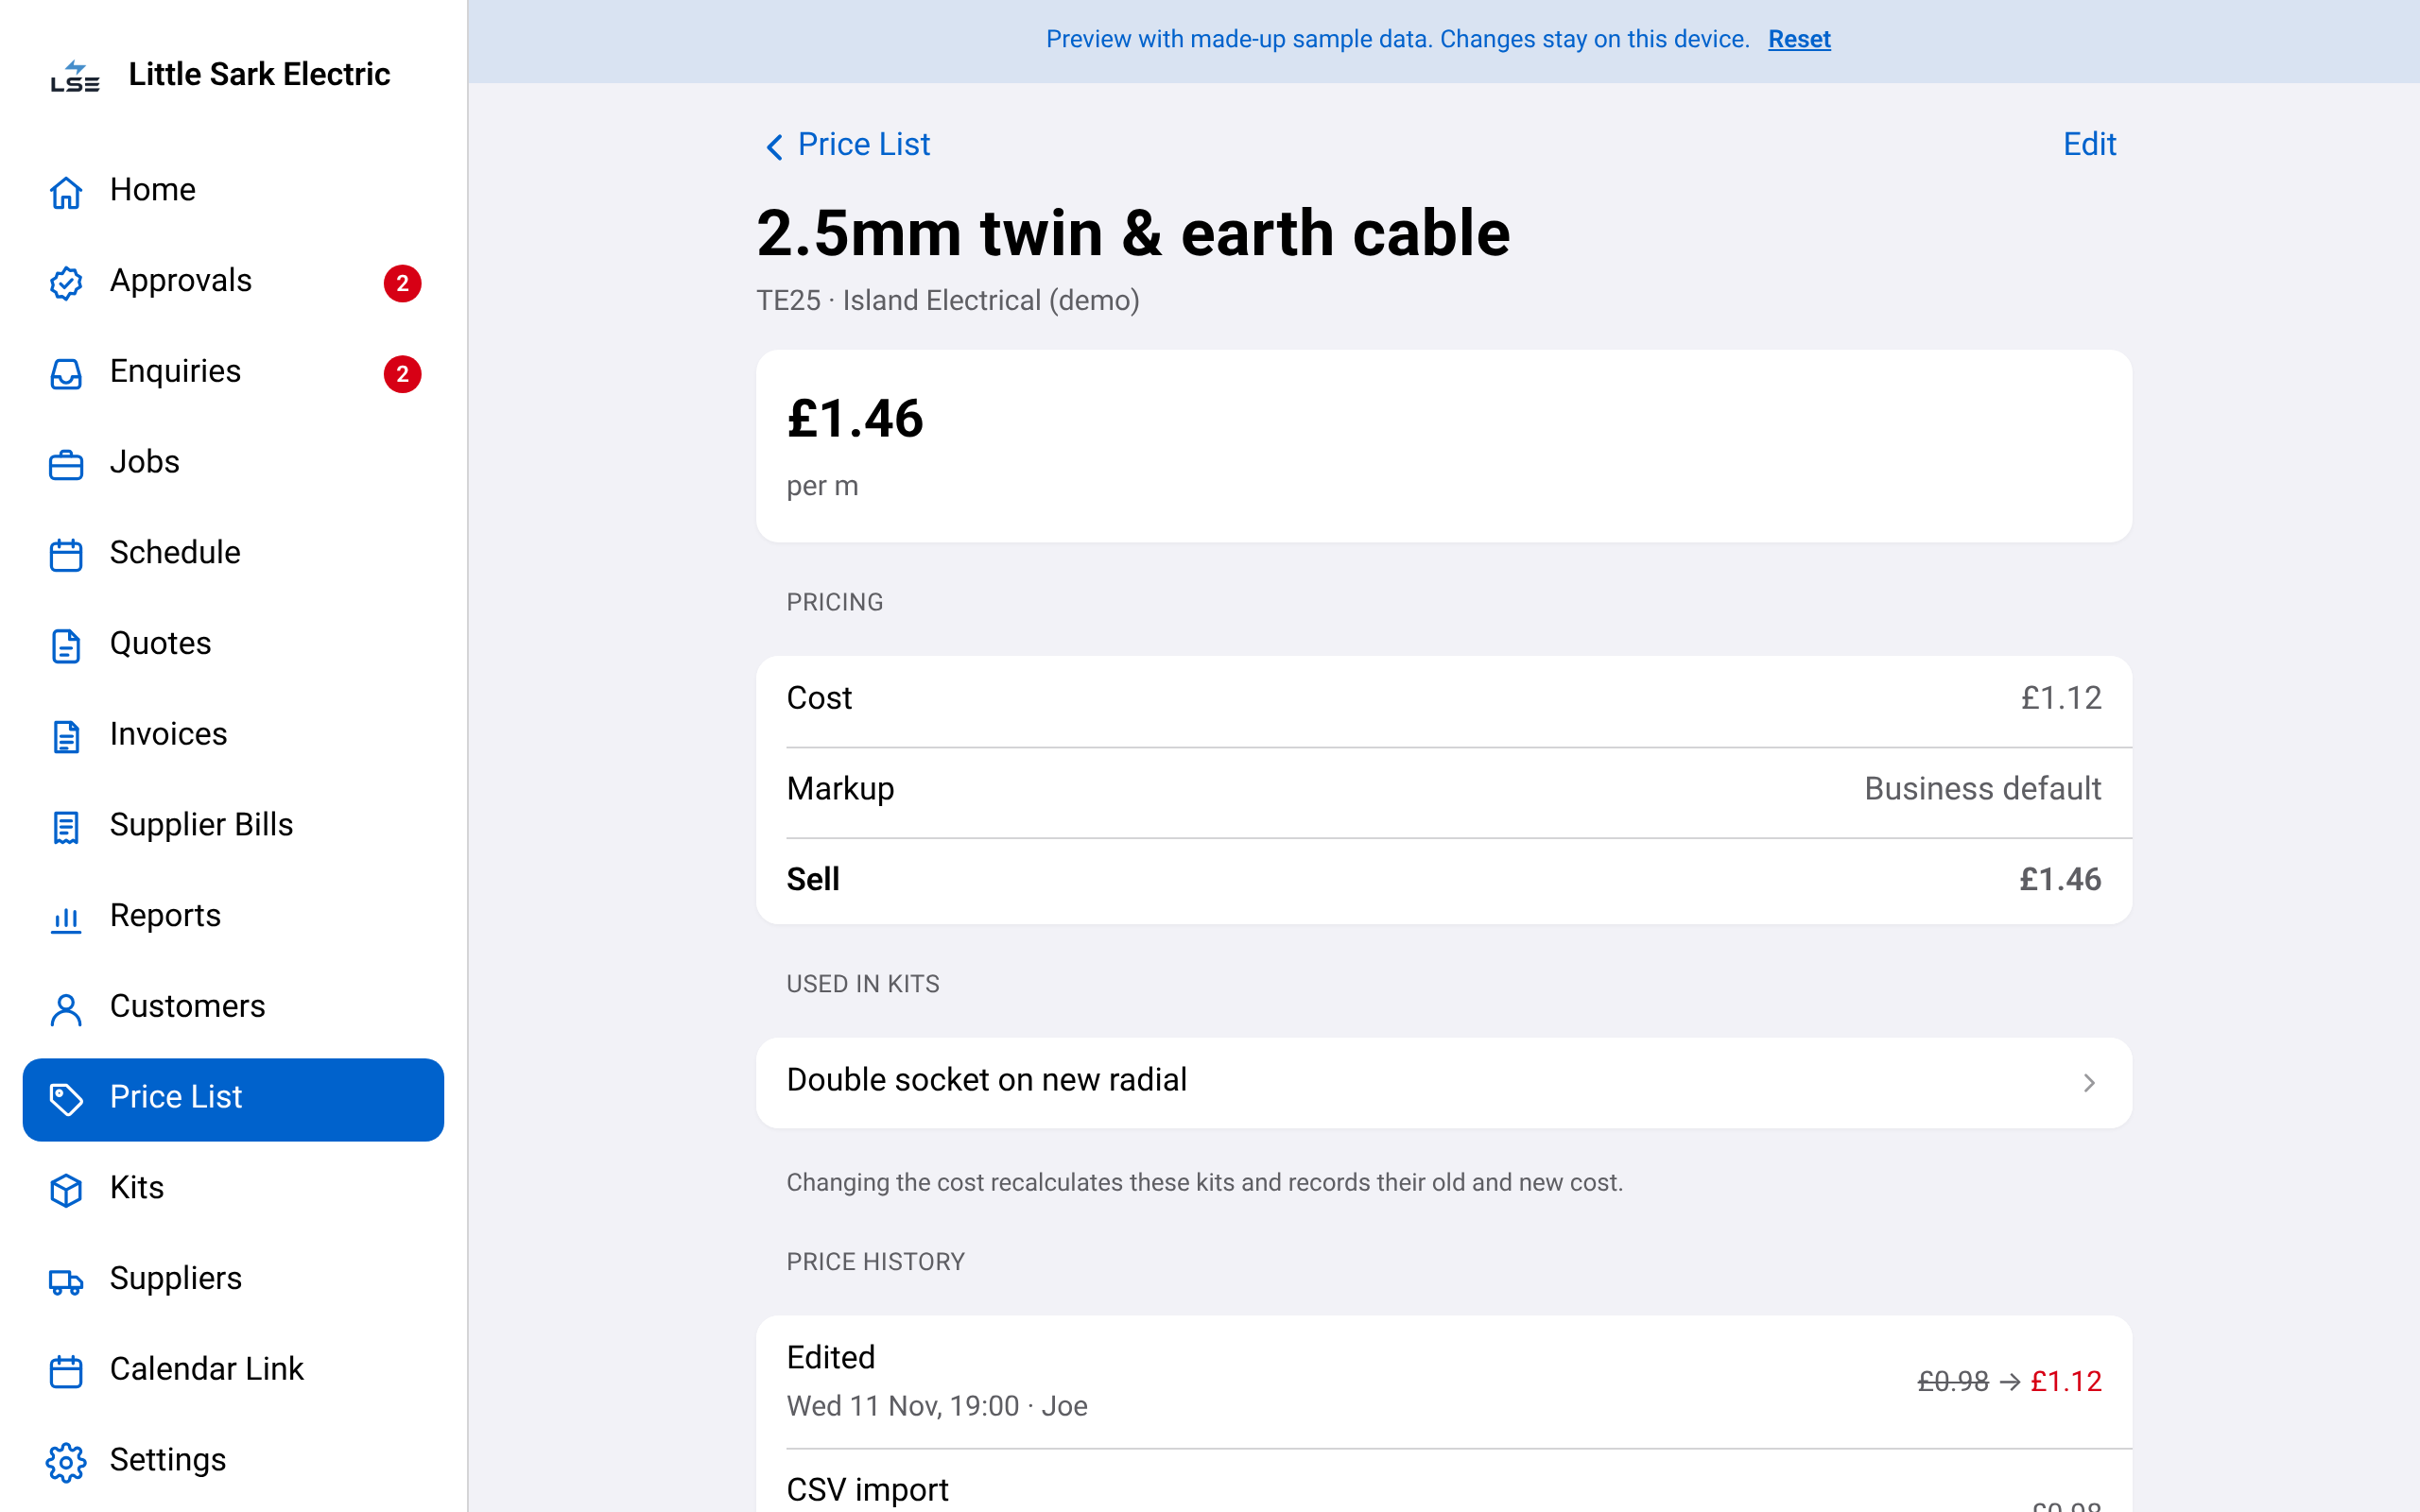 LSE
Little Sark Electric
Home
Approvals 2
Enquiries 2
Jobs
Schedule
Quotes
Invoices
Supplier Bills
Reports
Customers
Price List
Kits
Suppliers
Calendar Link
Settings
Preview with made-up sample data. Changes stay on this device. Reset
Price List
Edit
2.5mm twin & earth cable
TE25 · Island Electrical (demo)
£1.46
per m
PRICING
Cost £1.12
Markup Business default
Sell £1.46
USED IN KITS
Double socket on new radial
Changing the cost recalculates these kits and records their old and new cost.
PRICE HISTORY
Edited
Wed 11 Nov, 19:00 · Joe
£0.98 → £1.12
CSV import
£0.98